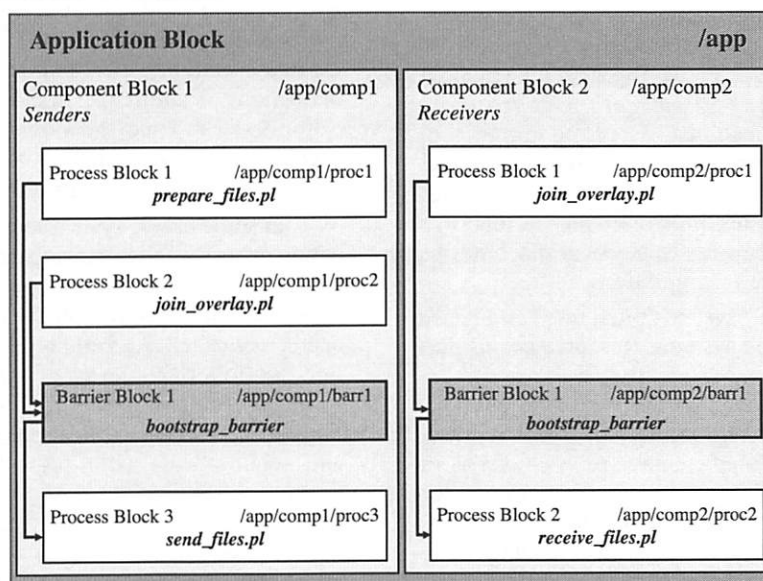 Application Block /app
Component Block 1 /app/comp1
Senders
Process Block 1 /app/comp1/proc1
prepare_files.pl
Process Block 2 /app/comp1/proc2
join_overlay.pl
Barrier Block 1 /app/comp1/barr1
bootstrap_barrier
Process Block 3 /app/comp1/proc3
send_files.pl
Component Block 2 /app/comp2
Receivers
Process Block 1 /app/comp2/proc1
join_overlay.pl
Barrier Block 1 /app/comp2/barr1
bootstrap_barrier
Process Block 2 /app/comp2/proc2
receive_files.pl